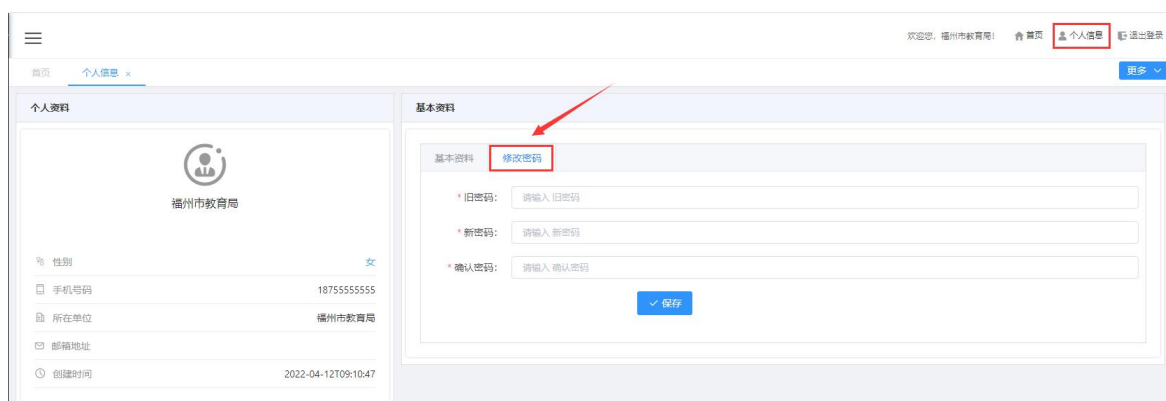 欢迎您，福州市教育局！ 首页 个人信息 退出登录
首页 个人信息 × 更多
个人资料
福州市教育局
性别 女
手机号码 18755555555
所在单位 福州市教育局
邮箱地址
创建时间 2022-04-12T09:10:47
基本资料
基本资料 修改密码
* 旧密码： 请输入 旧密码
* 新密码： 请输入 新密码
* 确认密码： 请输入 确认密码
保存